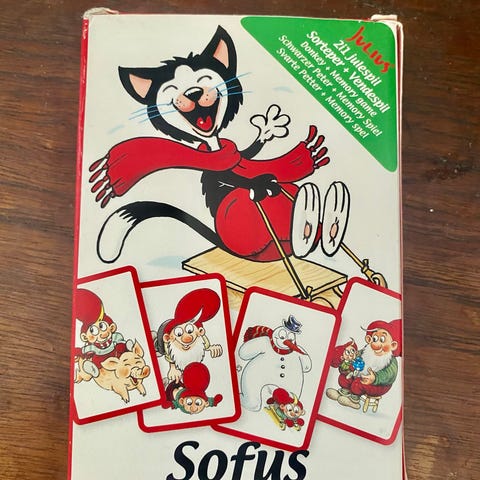 Julius
2i1 Julespil
Sorteper + Vendespil
Donkey + Memory game
Schwarzer Peter + Memory Spiel
Svarte Petter + Memory spel
Sofus